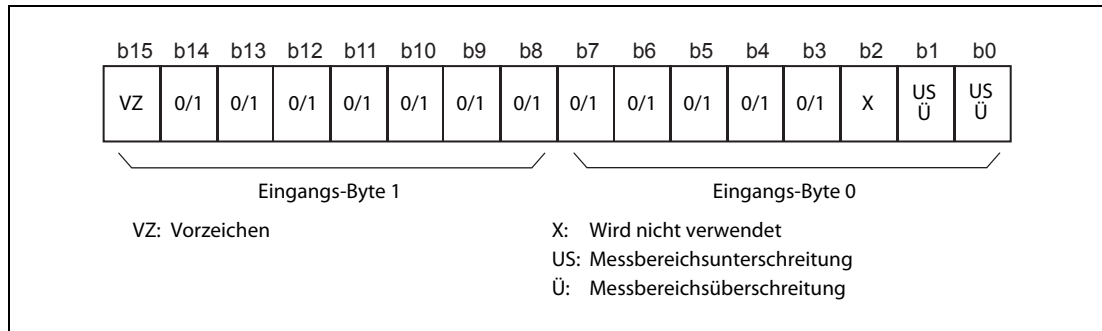 b15 b14 b13 b12 b11 b10 b9 b8 b7 b6 b5 b4 b3 b2 b1 b0
VZ 0/1 0/1 0/1 0/1 0/1 0/1 0/1 0/1 0/1 0/1 0/1 0/1 X US Ü US Ü
Eingangs-Byte 1 Eingangs-Byte 0
VZ: Vorzeichen X: Wird nicht verwendet
US: Messbereichsunterschreitung
Ü: Messbereichsüberschreitung